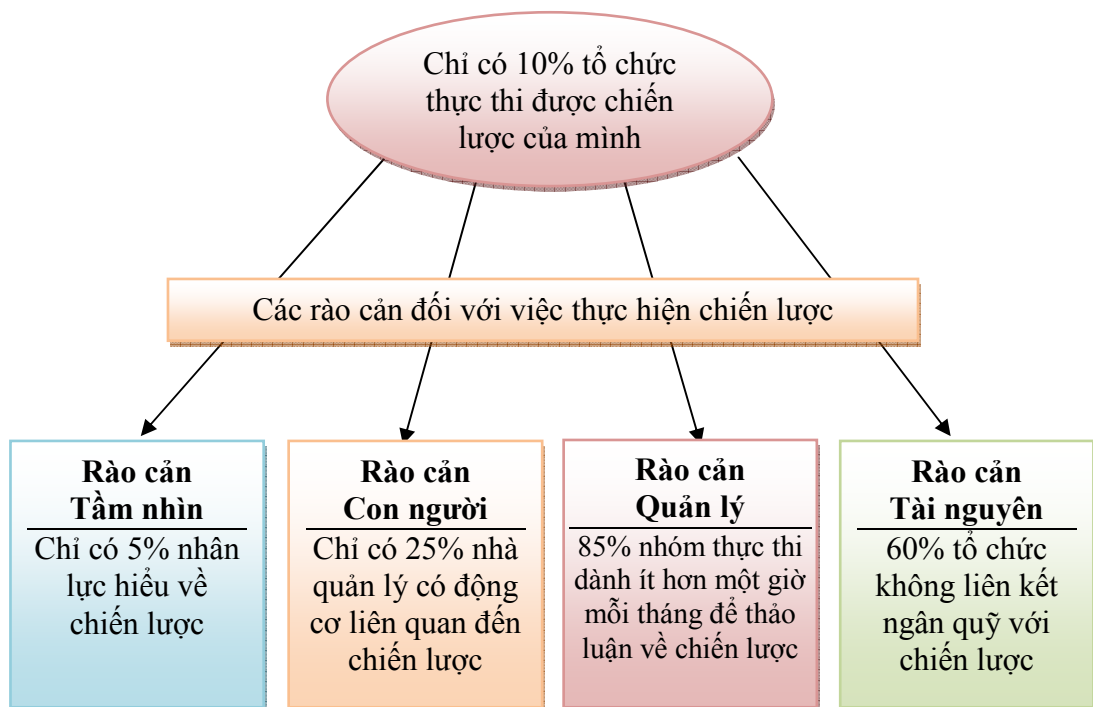 Chỉ có 10% tổ chức
thực thi được chiến
lược của mình
Các rào cản đối với việc thực hiện chiến lược
Rào cản
Tầm nhìn
Chỉ có 5% nhân
lực hiểu về
chiến lược
Rào cản
Con người
Chỉ có 25% nhà
quản lý có động
cơ liên quan đến
chiến lược
Rào cản
Quản lý
85% nhóm thực thi
dành ít hơn một giờ
mỗi tháng để thảo
luận về chiến lược
Rào cản
Tài nguyên
60% tổ chức
không liên kết
ngân quỹ với
chiến lược